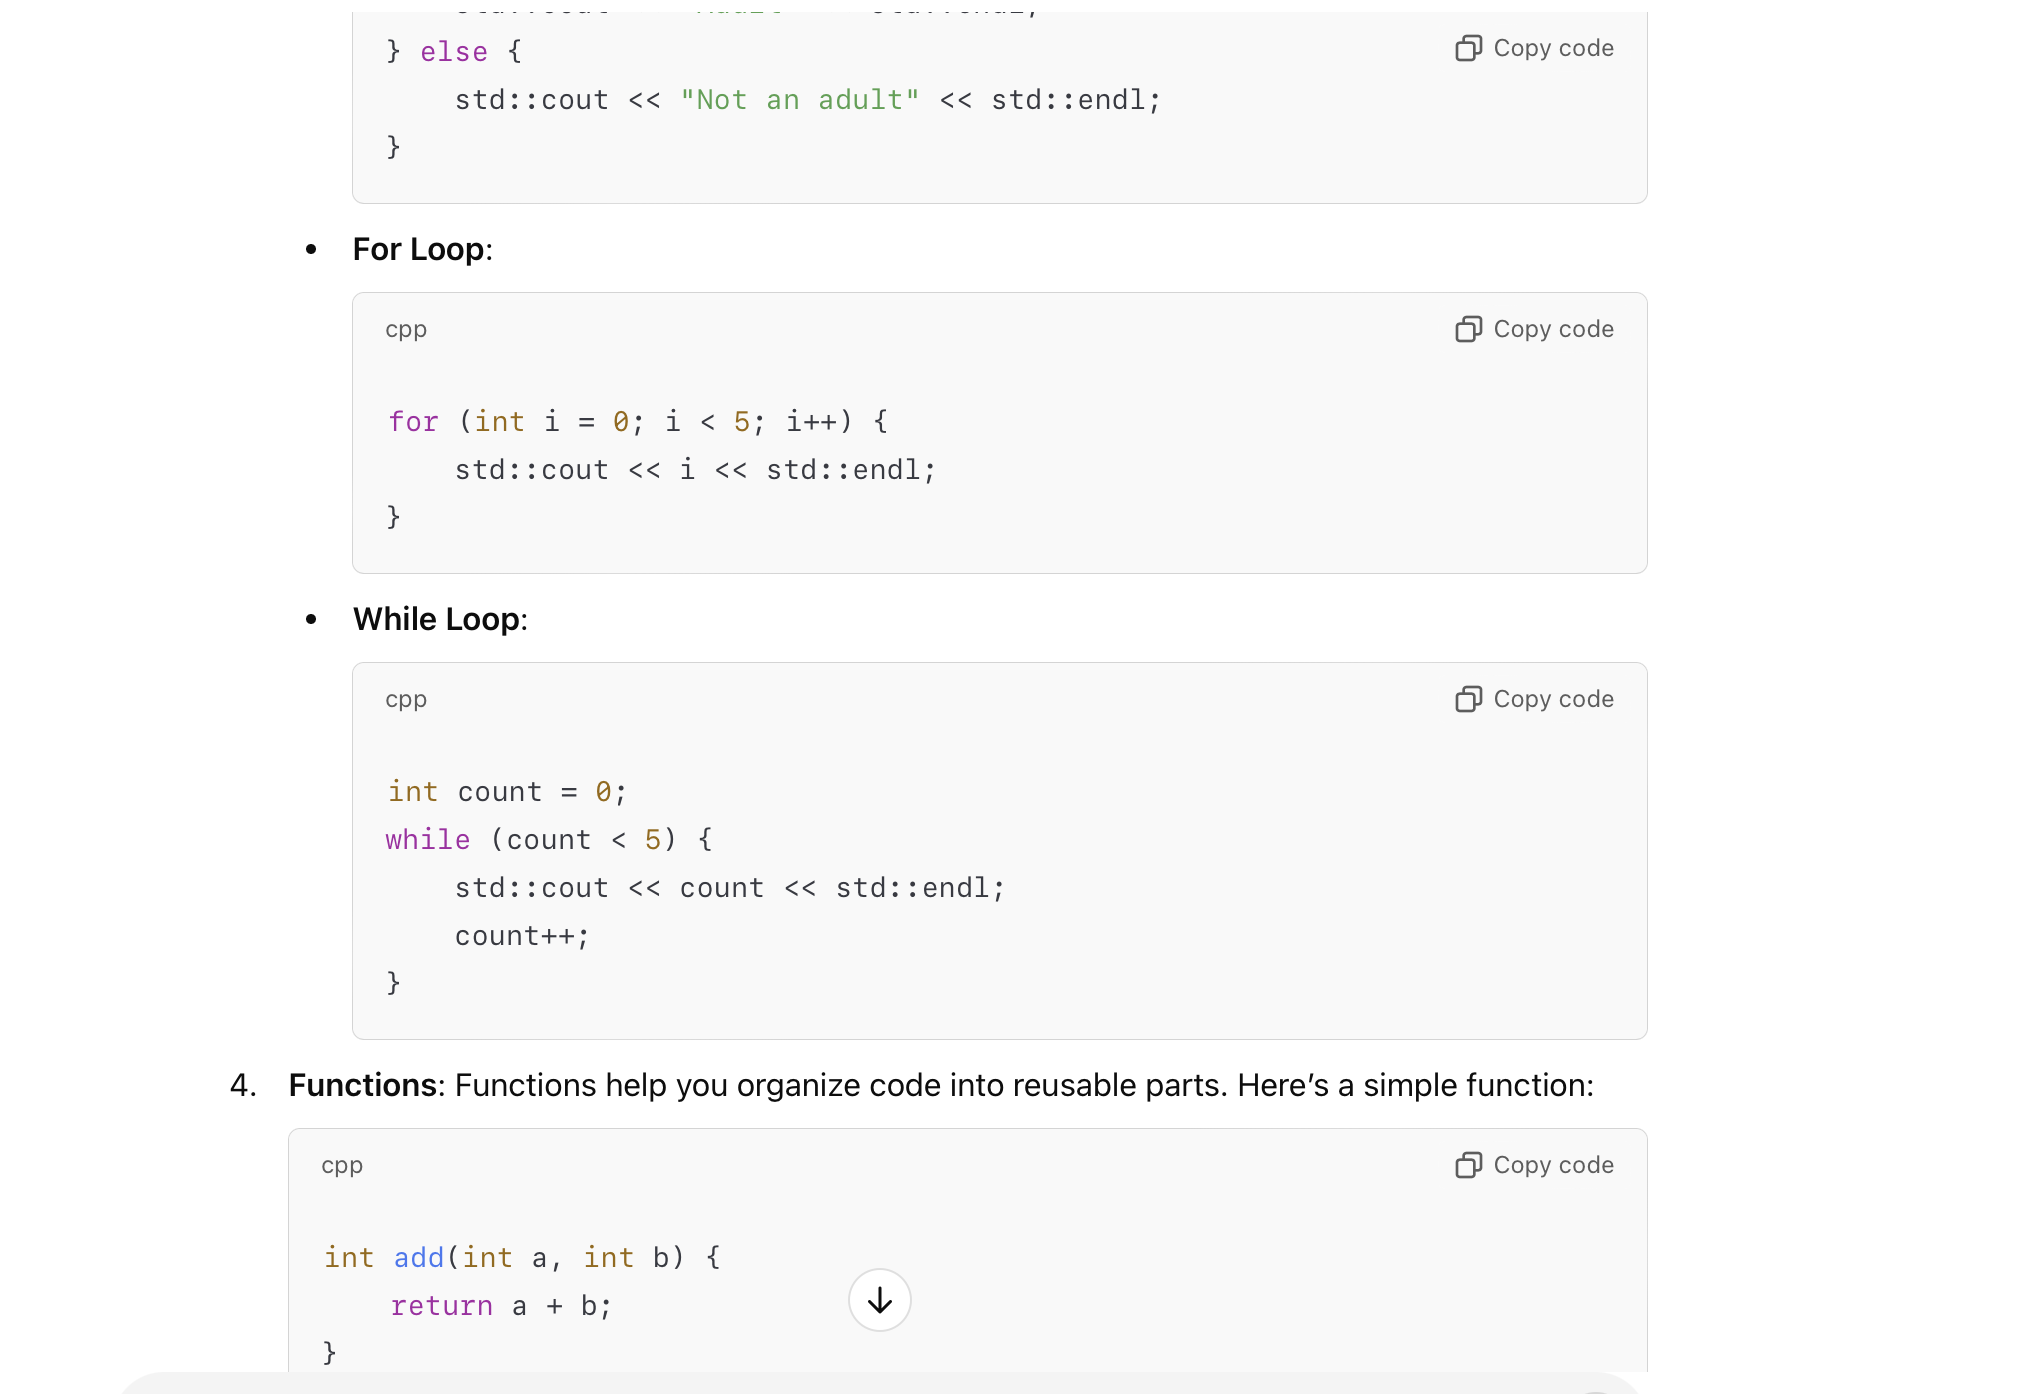 } else {
Copy code
std::cout << "Not an adult" << std::endl;
}
• For Loop:
cpp
Copy code
for (int i = 0; i < 5; i++) {
std::cout << i << std::endl;
}
• While Loop:
cpp
Copy code
int count = 0;
while (count < 5) {
std::cout << count << std::endl;
count++;
}
4. Functions: Functions help you organize code into reusable parts. Here’s a simple function:
cpp
Copy code
int add(int a, int b) {
return a + b;
}